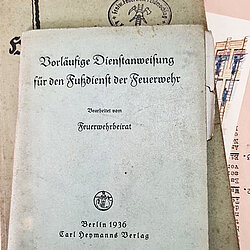 Vorläufige Dienstanweisung
für den Fußdienst der Feuerwehr
Bearbeitet vom
Feuerwehrbeirat
Berlin 1936
Carl Heymanns Verlag